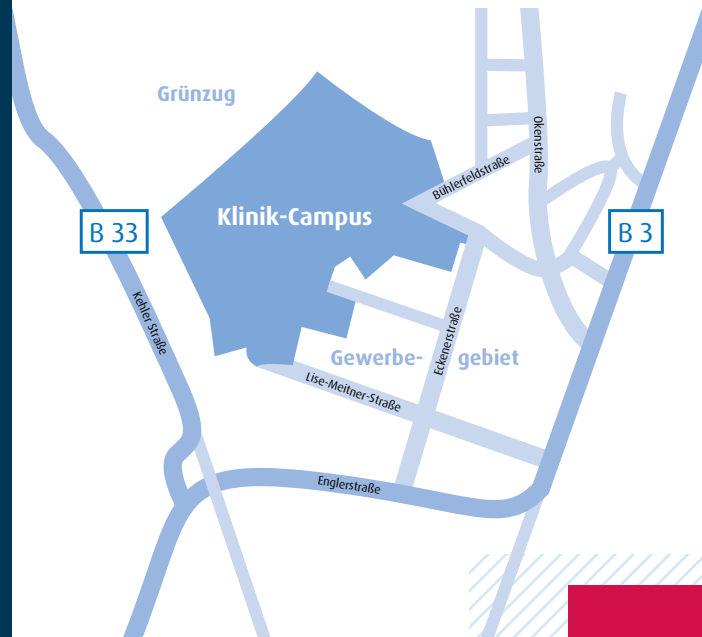 Grünzug
Okenstraße
Bühlerfeldstraße
Klinik-Campus
B 33
B 3
Kehler Straße
Eckenerstraße
Gewerbe- gebiet
Lise-Meitner-Straße
Englerstraße